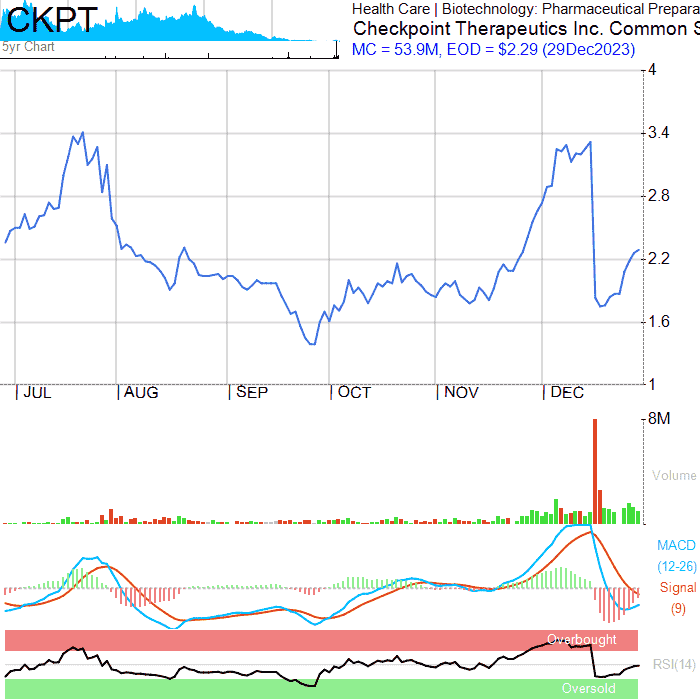 CKPT
Health Care | Biotechnology: Pharmaceutical Prepara
Checkpoint Therapeutics Inc. Common S
5yr Chart
MC = 53.9M, EOD = $2.29 (29Dec2023)
4
3.4
2.8
2.2
1.6
1
JUL AUG SEP OCT NOV DEC
8M
Volume
MACD
(12-26)
Signal
(9)
Overbought
RSI(14)
Oversold